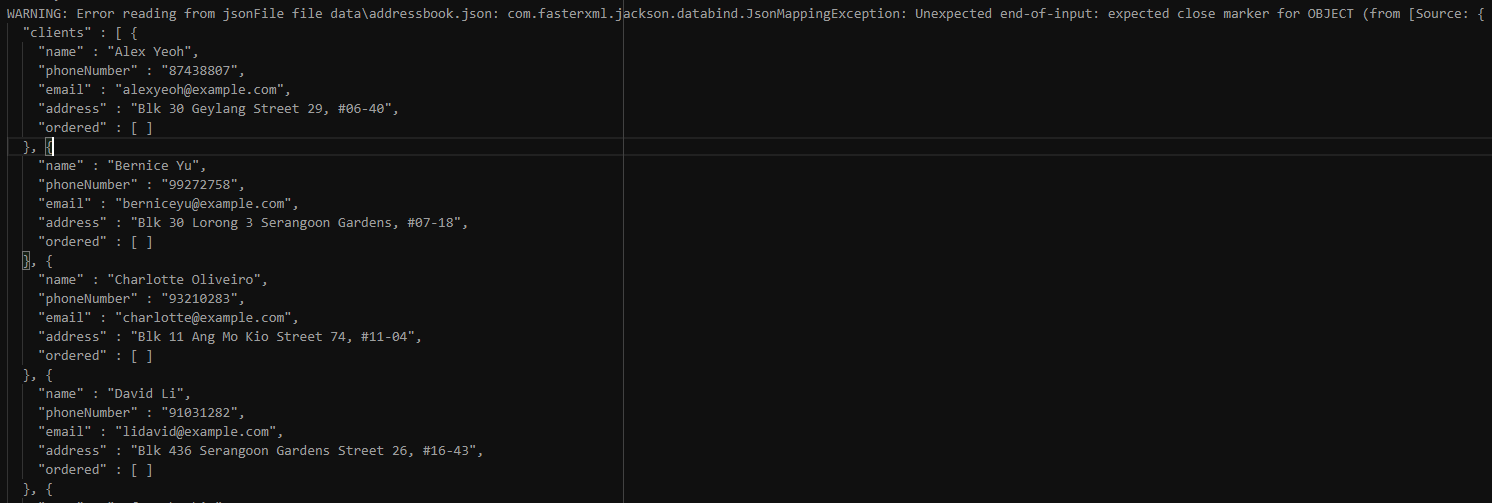 WARNING: Error reading from jsonFile file data\addressbook.json: com.fasterxml.jackson.databind.JsonMappingException: Unexpected end-of-input: expected close marker for OBJECT (from [Source: {
"clients" : [ {
"name" : "Alex Yeoh",
"phoneNumber" : "87438807",
"email" : "alexyeoh@example.com",
"address" : "Blk 30 Geylang Street 29, #06-40",
"ordered" : [ ]
}, {
"name" : "Bernice Yu",
"phoneNumber" : "99272758",
"email" : "berniceyu@example.com",
"address" : "Blk 30 Lorong 3 Serangoon Gardens, #07-18",
"ordered" : [ ]
}, {
"name" : "Charlotte Oliveiro",
"phoneNumber" : "93210283",
"email" : "charlotte@example.com",
"address" : "Blk 11 Ang Mo Kio Street 74, #11-04",
"ordered" : [ ]
}, {
"name" : "David Li",
"phoneNumber" : "91031282",
"email" : "lidavid@example.com",
"address" : "Blk 436 Serangoon Gardens Street 26, #16-43",
"ordered" : [ ]
}, {